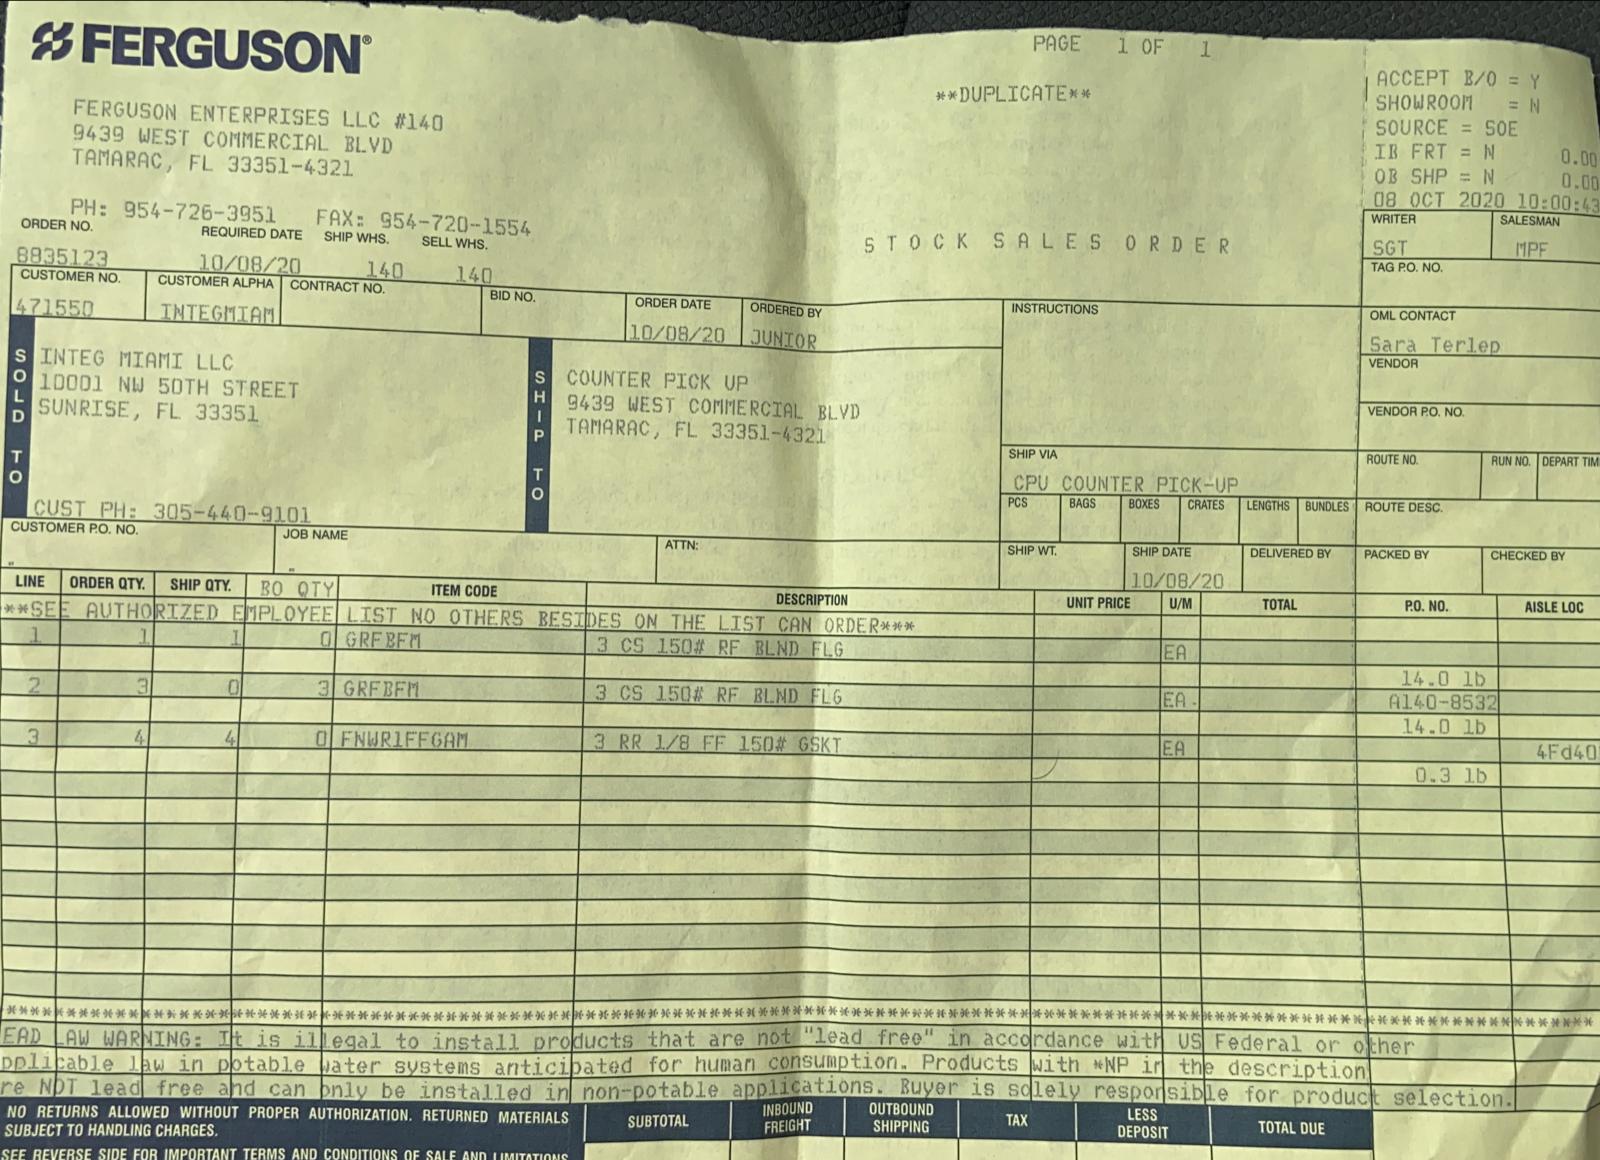 FERGUSON®
PAGE 1 OF 1
**DUPLICATE**
ACCEPT B/O = Y
SHOWROOM = N
SOURCE = SOE
IB FRT = N 0.00
OB SHP = N 0.00
08 OCT 2020 10:00:43
FERGUSON ENTERPRISES LLC #140
9439 WEST COMMERCIAL BLVD
TAMARAC, FL 33351-4321
PH: 954-726-3951 FAX: 954-720-1554
STOCK SALES ORDER
WRITER SALESMAN
SGT MPF
TAG P.O. NO.
ORDER NO. REQUIRED DATE SHIP WHS. SELL WHS.
8835123 10/08/20 140 140
CUSTOMER NO. CUSTOMER ALPHA CONTRACT NO. BID NO. ORDER DATE ORDERED BY
471550 INTEGMIAM 10/08/20 JUNIOR
INSTRUCTIONS
OML CONTACT
Sara Terlep
VENDOR
VENDOR P.O. NO.
SOLD TO
INTEG MIAMI LLC
10001 NW 50TH STREET
SUNRISE, FL 33351
CUST PH: 305-440-9101
SHIP TO
COUNTER PICK UP
9439 WEST COMMERCIAL BLVD
TAMARAC, FL 33351-4321
SHIP VIA
CPU COUNTER PICK-UP
ROUTE NO. RUN NO. DEPART TIM
PCS BAGS BOXES CRATES LENGTHS BUNDLES ROUTE DESC.
CUSTOMER P.O. NO. JOB NAME ATTN: SHIP WT. SHIP DATE DELIVERED BY PACKED BY CHECKED BY
10/08/20
LINE ORDER QTY. SHIP QTY. BO QTY ITEM CODE DESCRIPTION UNIT PRICE U/M TOTAL P.O. NO. AISLE LOC
**SEE AUTHORIZED EMPLOYEE LIST NO OTHERS BESIDES ON THE LIST CAN ORDER***
1 1 1 0 GRFBFM 3 CS 150# RF BLND FLG EA
14.0 lb
2 3 0 3 GRFBFM 3 CS 150# RF BLND FLG EA A140-8532
14.0 lb
3 4 4 0 FNWR1FFGAM 3 RR 1/8 FF 150# GSKT EA 4Fd40
0.3 lb
************************************************************
EAD LAW WARNING: It is illegal to install products that are not "lead free" in accordance with US Federal or other
pplicable law in potable water systems anticipated for human consumption. Products with *NP in the description
re NOT lead free and can only be installed in non-potable applications. Buyer is solely responsible for product selection.
NO RETURNS ALLOWED WITHOUT PROPER AUTHORIZATION. RETURNED MATERIALS
SUBJECT TO HANDLING CHARGES.
SUBTOTAL INBOUND FREIGHT OUTBOUND SHIPPING TAX LESS DEPOSIT TOTAL DUE
SEE REVERSE SIDE FOR IMPORTANT TERMS AND CONDITIONS OF SALE AND LIMITATIONS